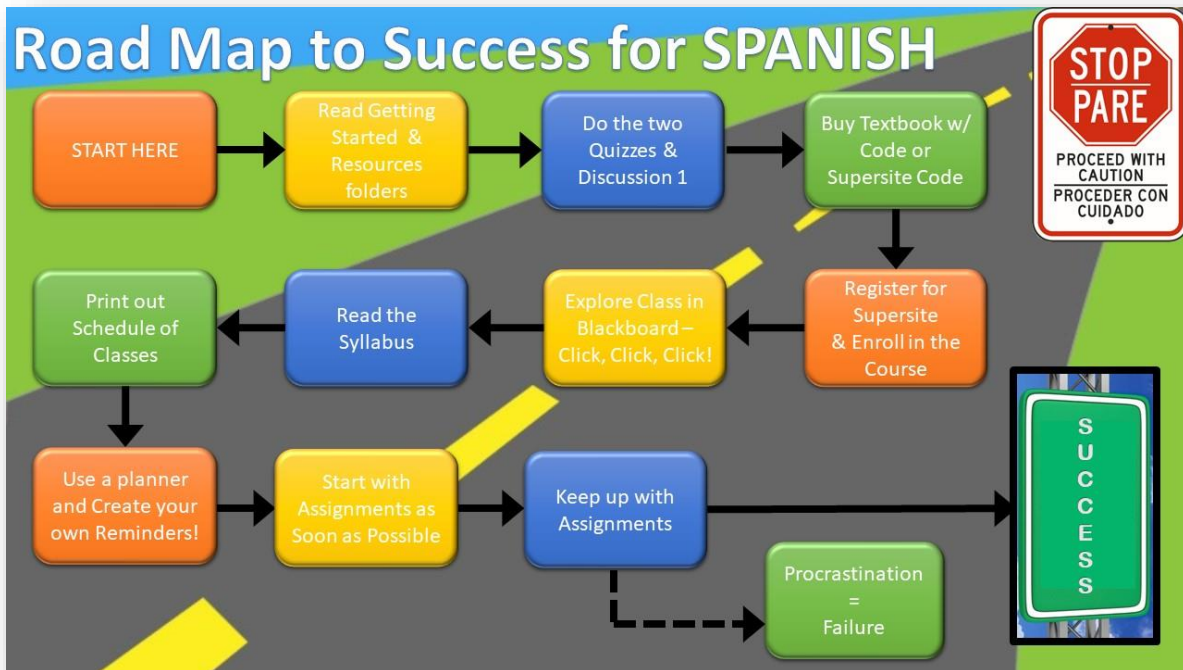 Road Map to Success for SPANISH
STOP
PARE
PROCEED WITH
CAUTION
PROCEDER CON
CUIDADO
START HERE
Read Getting
Started &
Resources
folders
Do the two
Quizzes &
Discussion 1
Buy Textbook w/
Code or
Supersite Code
Register for
Supersite
& Enroll in the
Course
Explore Class in
Blackboard –
Click, Click, Click!
Read the
Syllabus
Print out
Schedule of
Classes
Use a planner
and Create your
own Reminders!
Start with
Assignments as
Soon as Possible
Keep up with
Assignments
SUCCESS
Procrastination
=
Failure